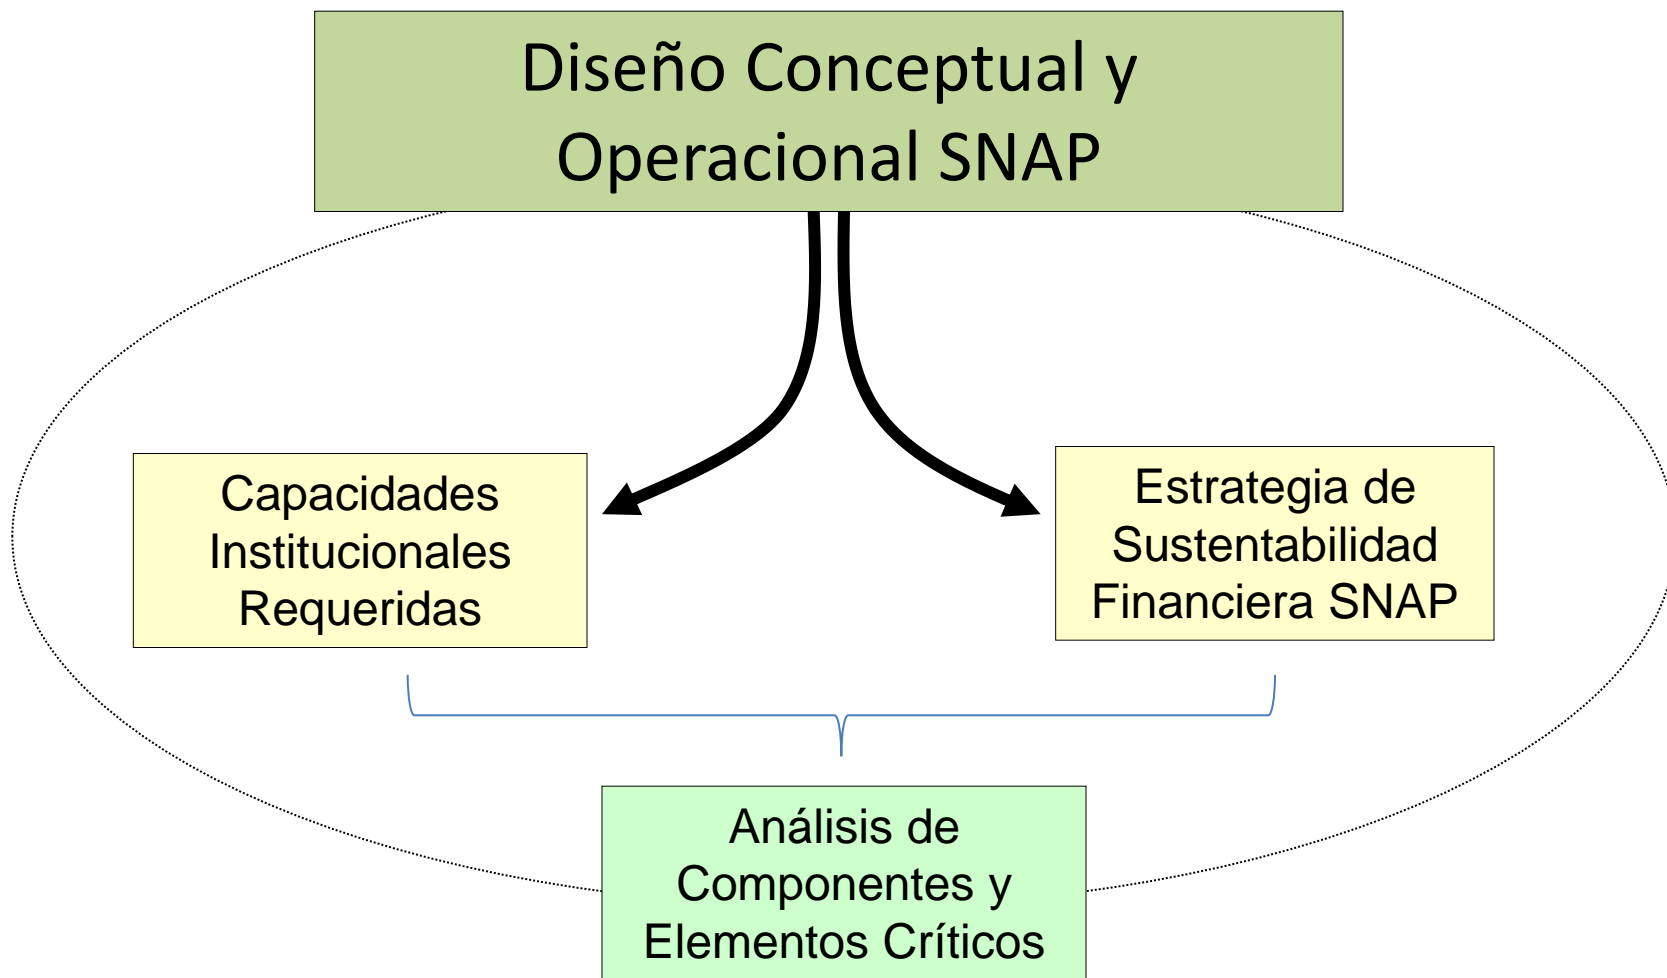 Diseño Conceptual y
Operacional SNAP
Capacidades
Institucionales
Requeridas
Estrategia de
Sustentabilidad
Financiera SNAP
Análisis de
Componentes y
Elementos Críticos